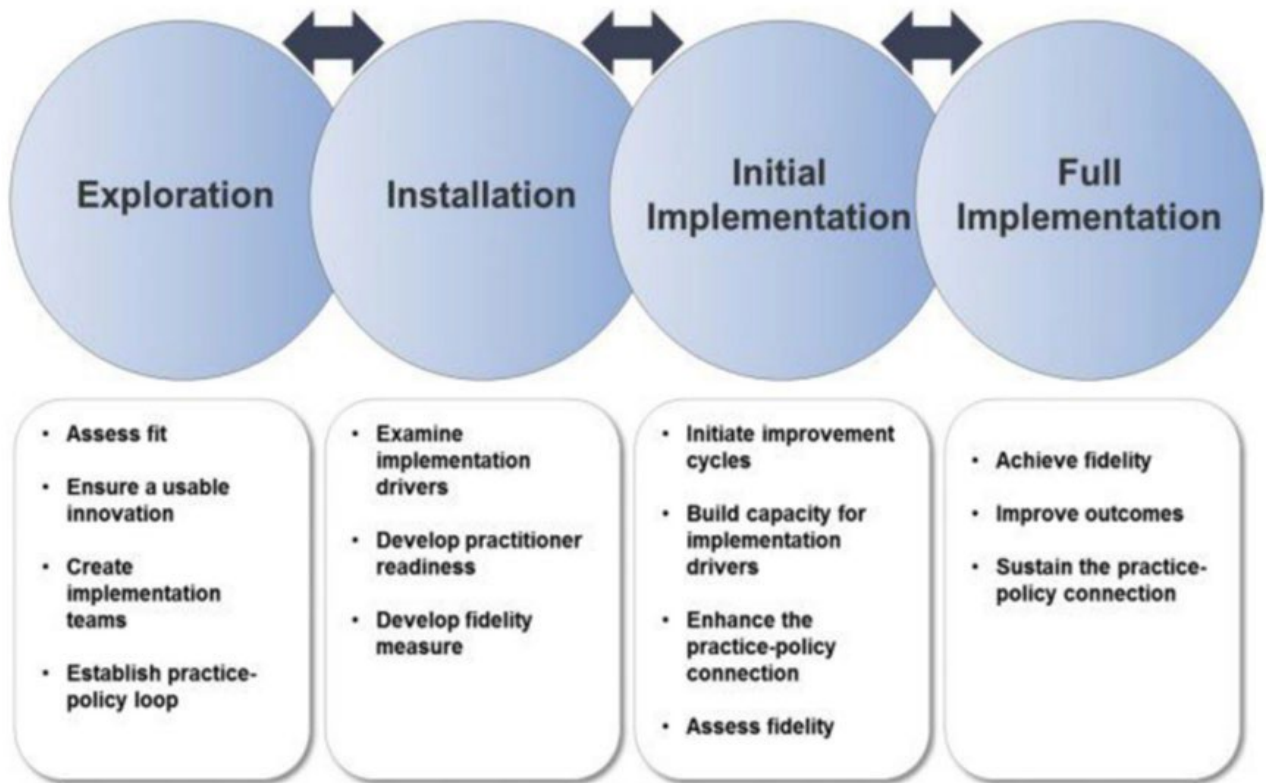 Exploration
Installation
Initial
Implementation
Full
Implementation
• Assess fit
• Ensure a usable
innovation
• Create
implementation
teams
• Establish practice-
policy loop
• Examine
implementation
drivers
• Develop practitioner
readiness
• Develop fidelity
measure
• Initiate improvement
cycles
• Build capacity for
implementation
drivers
• Enhance the
practice-policy
connection
• Assess fidelity
• Achieve fidelity
• Improve outcomes
• Sustain the practice-
policy connection